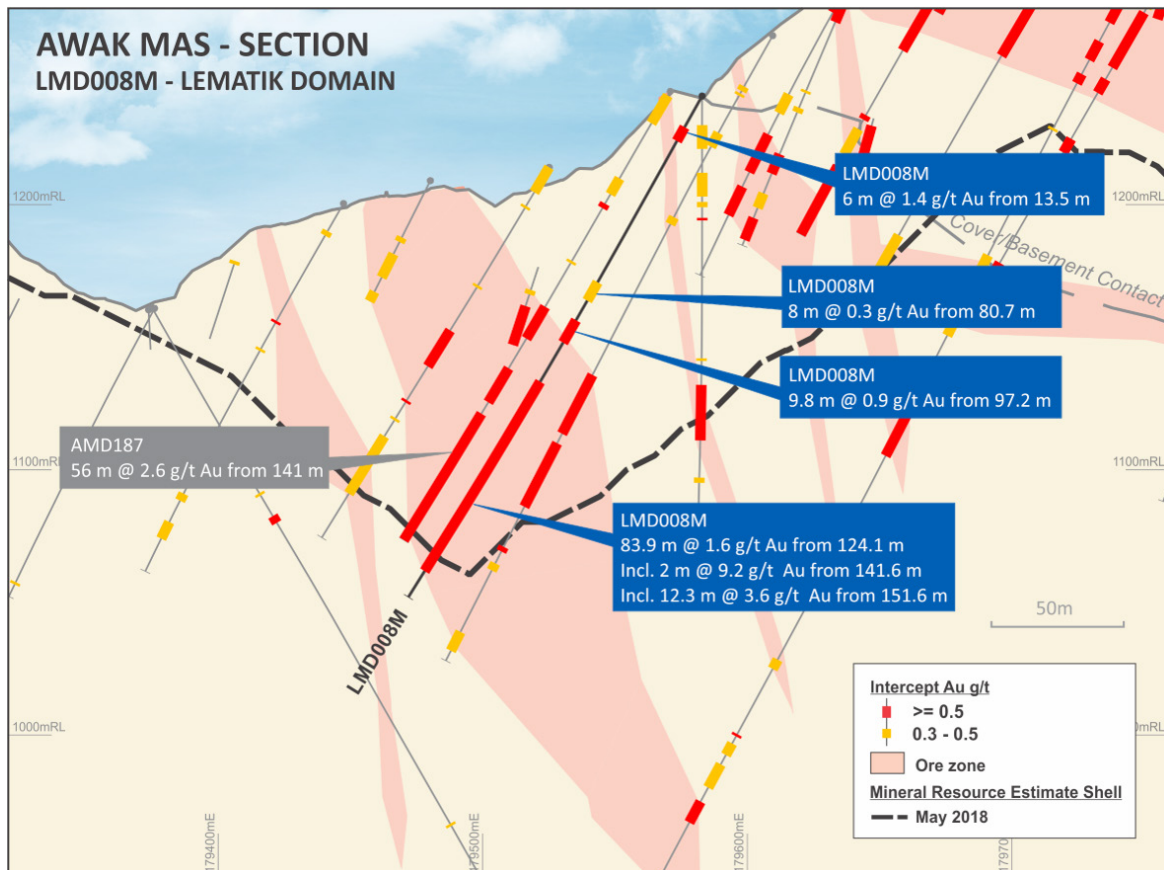 AWAK MAS - SECTION
LMD008M - LEMATIK DOMAIN
LMD008M
6 m @ 1.4 g/t Au from 13.5 m
1200mRL
1200mRL
Cover/Basement Contact
LMD008M
8 m @ 0.3 g/t Au from 80.7 m
LMD008M
9.8 m @ 0.9 g/t Au from 97.2 m
AMD187
56 m @ 2.6 g/t Au from 141 m
1100mRL
1100mRL
LMD008M
83.9 m @ 1.6 g/t Au from 124.1 m
Incl. 2 m @ 9.2 g/t Au from 141.6 m
Incl. 12.3 m @ 3.6 g/t Au from 151.6 m
50m
LMD008M
Intercept Au g/t
>= 0.5
0.3 - 0.5
Ore zone
Mineral Resource Estimate Shell
May 2018
1000mRL
179400mE
179500mE
179600mE